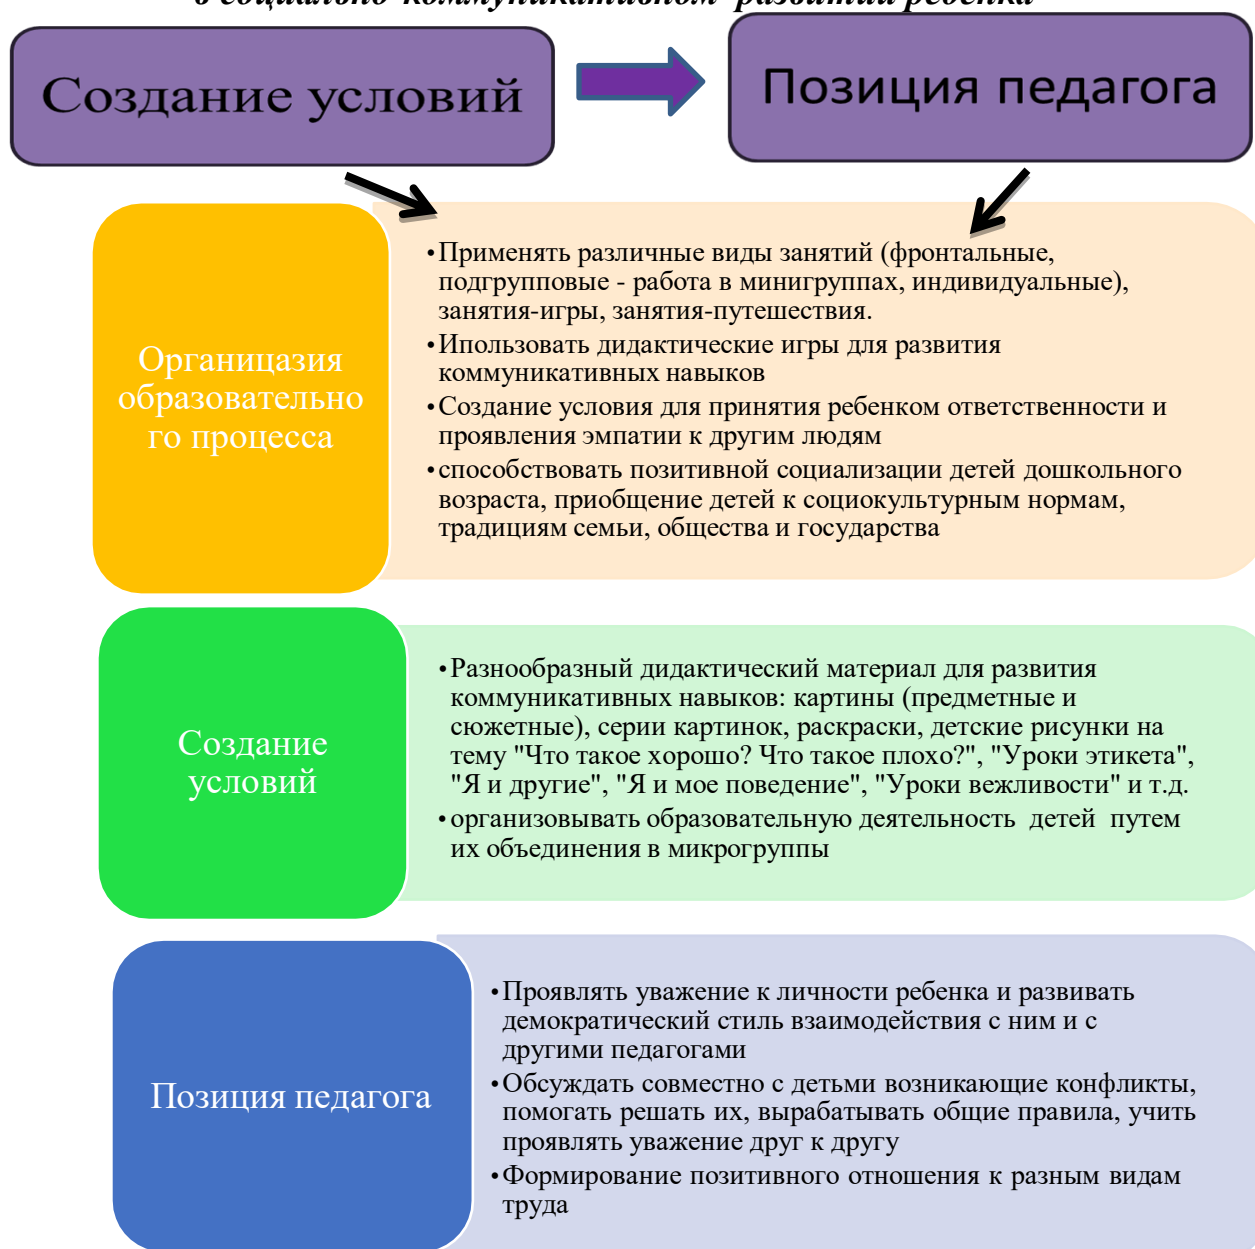 в социально-коммуникативном развитии ребенка
Создание условий
Позиция педагога
Органицазия
образовательно
го процесса
•Применять различные виды занятий (фронтальные,
подгрупповые - работа в минигруппах, индивидуальные),
занятия-игры, занятия-путешествия.
•Ипользовать дидактические игры для развития
коммуникативных навыков
•Создание условия для принятия ребенком ответственности и
проявления эмпатии к другим людям
•способствовать позитивной социализации детей дошкольного
возраста, приобщение детей к социокультурным нормам,
традициям семьи, общества и государства
Создание
условий
•Разнообразный дидактический материал для развития
коммуникативных навыков: картины (предметные и
сюжетные), серии картинок, раскраски, детские рисунки на
тему "Что такое хорошо? Что такое плохо?", "Уроки этикета",
"Я и другие", "Я и мое поведение", "Уроки вежливости" и т.д.
•организовывать образовательную деятельность детей путем
их объединения в микрогруппы
Позиция педагога
•Проявлять уважение к личности ребенка и развивать
демократический стиль взаимодействия с ним и с
другими педагогами
•Обсуждать совместно с детьми возникающие конфликты,
помогать решать их, вырабатывать общие правила, учить
проявлять уважение друг к другу
•Формирование позитивного отношения к разным видам
труда